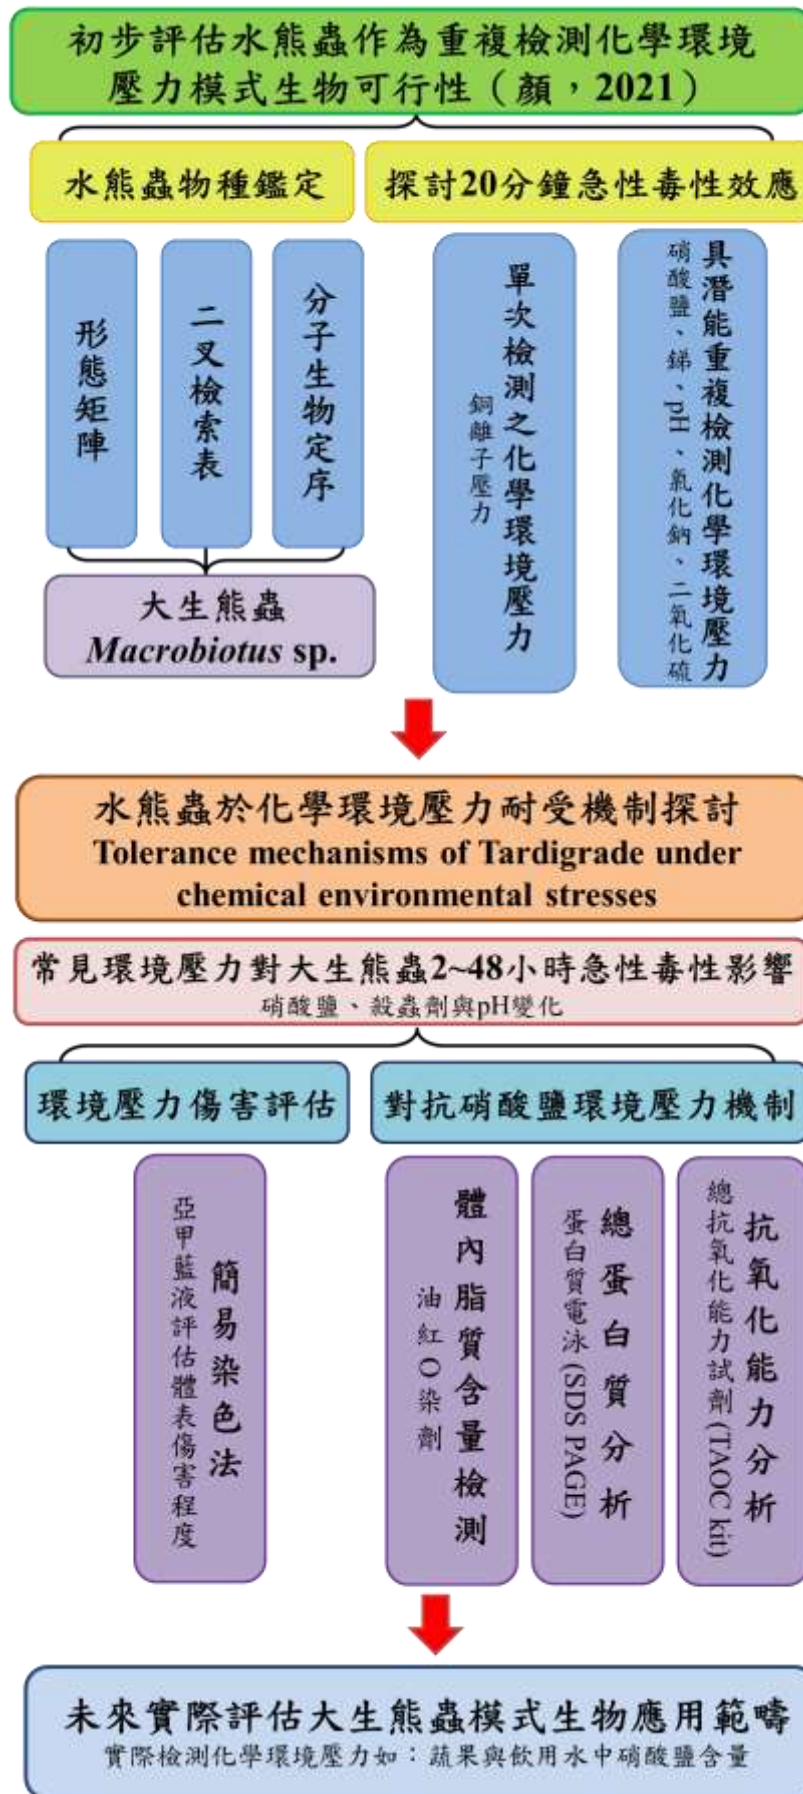 初步評估水熊蟲作為重複檢測化學環境
壓力模式生物可行性（顏，2021）
水熊蟲物種鑑定
探討20分鐘急性毒性效應
形態矩陣
二叉檢索表
分子生物定序
大生熊蟲
Macrobiotus sp.
單次檢測之化學環境壓力
銅離子壓力
具潛能重複檢測化學環境壓力
硝酸鹽、銻、pH、氧化鈉、二氧化硫
水熊蟲於化學環境壓力耐受機制探討
Tolerance mechanisms of Tardigrade under
chemical environmental stresses
常見環境壓力對大生熊蟲2~48小時急性毒性影響
硝酸鹽、殺蟲劑與pH變化
環境壓力傷害評估
對抗硝酸鹽環境壓力機制
簡易染色法
亞甲藍液評估體表傷害程度
體內脂質含量檢測
油紅O染劑
總蛋白質分析
蛋白質電泳(SDS PAGE)
抗氧化能力分析
總抗氧化能力試劑(TAOC kit)
未來實際評估大生熊蟲模式生物應用範疇
實際檢測化學環境壓力如：蔬果與飲用水中硝酸鹽含量